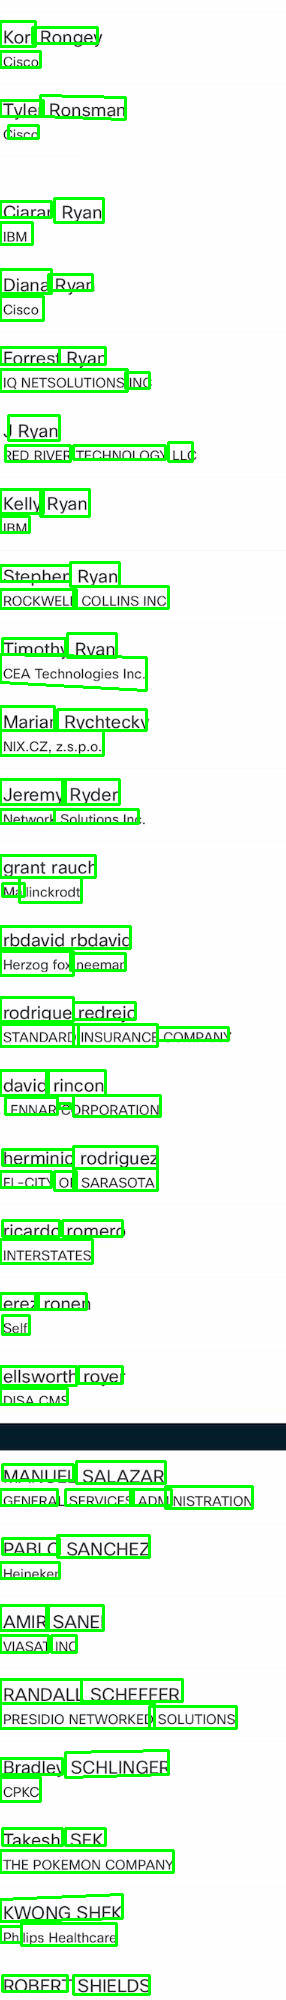 Kori Rongey
Cisco
Tyler Ronsman
Cisco
Ciaran Ryan
IBM
Diana Ryan
Cisco
Forrest Ryan
IQ NETSOLUTIONS INC
J Ryan
RED RIVER TECHNOLOGY LLC
Kelly Ryan
IBM
Stephen Ryan
ROCKWELL COLLINS INC
Timothy Ryan
CEA Technologies Inc.
Marian Rychtecky
NIX.CZ, z.s.p.o.
Jeremy Ryder
Network Solutions Inc.
grant rauch
Mallinckrodt
rbdavid rbdavid
Herzog fox neeman
rodrigue redrejo
STANDARD INSURANCE COMPANY
david rincon
LENNAR CORPORATION
herminio rodriguez
EL-CITY OF SARASOTA
ricardo romero
INTERSTATES
erez ronen
Self
ellsworth royer
DISA CMS
MANUEL SALAZAR
GENERAL SERVICES ADMINISTRATION
PABLO SANCHEZ
Heineken
AMIR SANE
VIASAT INC
RANDALL SCHEFFER
PRESIDIO NETWORKED SOLUTIONS
Bradley SCHLINGER
CPKC
Takeshi SEK
THE POKEMON COMPANY
KWONG SHEK
Philips Healthcare
ROBERT SHIELDS